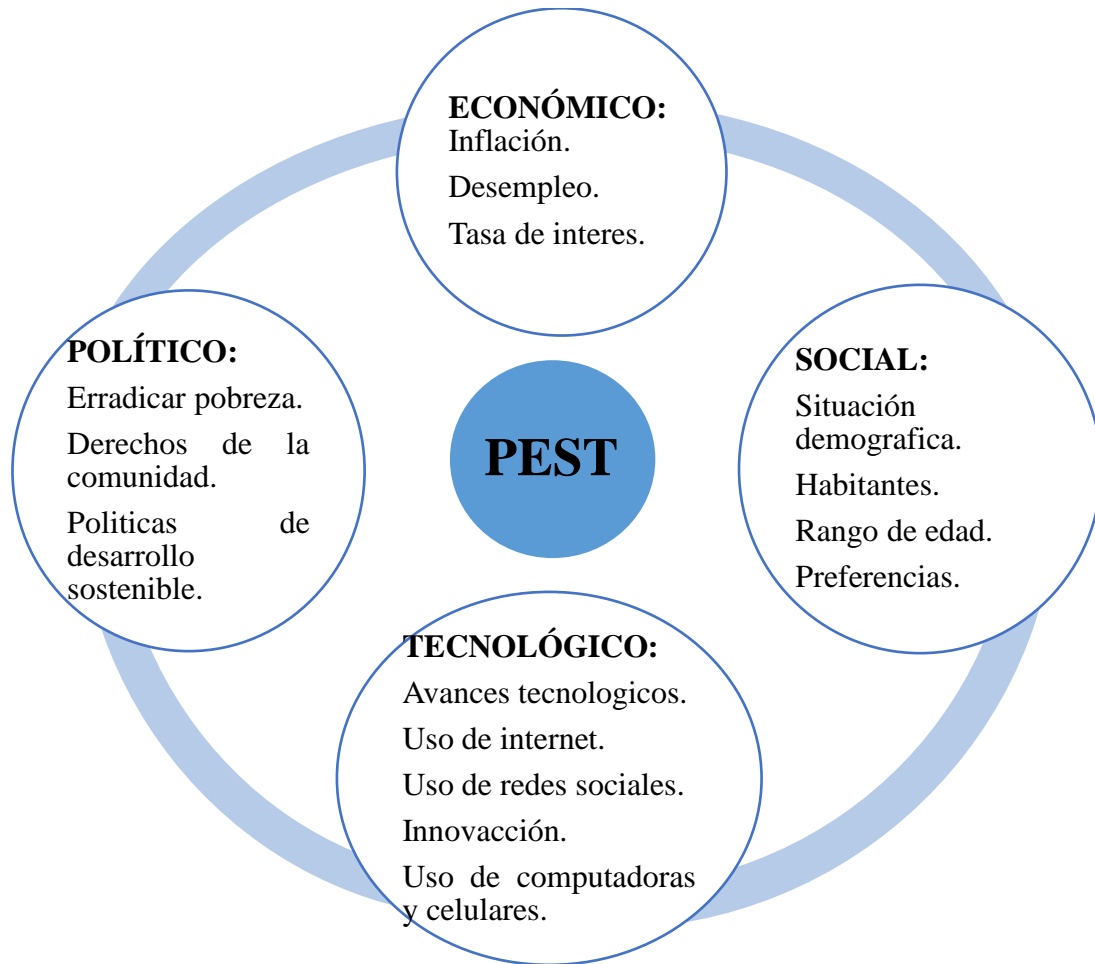 ECONÓMICO:
Inflación.
Desempleo.
Tasa de interes.
POLÍTICO:
Erradicar pobreza.
Derechos de la
comunidad.
Politicas de
desarrollo
sostenible.
PEST
SOCIAL:
Situación
demografica.
Habitantes.
Rango de edad.
Preferencias.
TECNOLÓGICO:
Avances tecnologicos.
Uso de internet.
Uso de redes sociales.
Innovacción.
Uso de computadoras
y celulares.